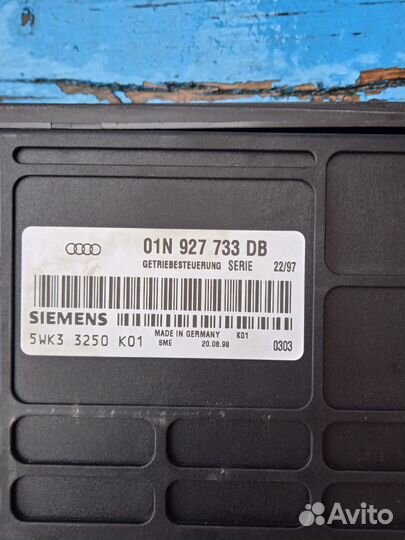 01N 927 733 DB
GETRIEBESTEUERUNG SERIE 22/97
SIEMENS
MADE IN GERMANY K01
5WK3 3250 K01 SME 20.08.98 0303
Avito